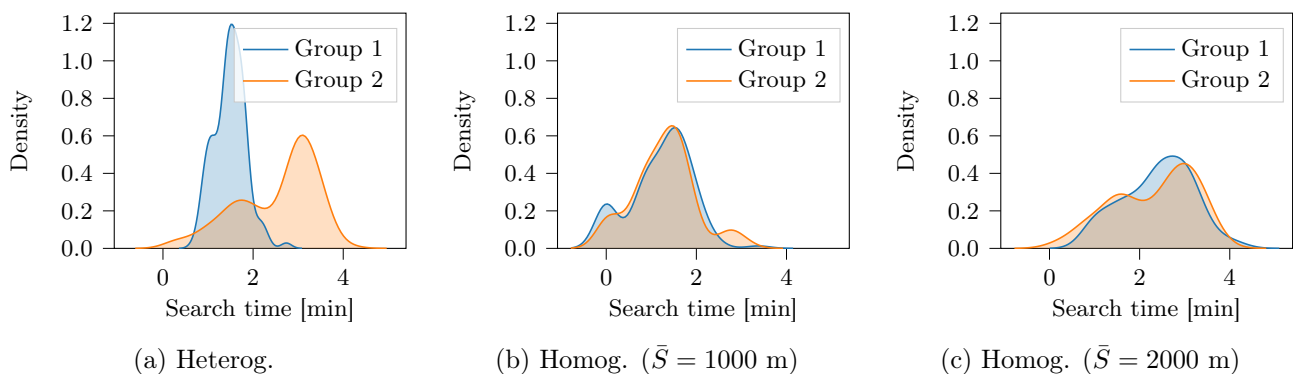 1.2
1.0
0.8
0.6
0.4
0.2
0.0
Density
0
2
4
Search time [min]
Group 1
Group 2
(a) Heterog.
1.2
1.0
0.8
0.6
0.4
0.2
0.0
Density
0
2
4
Search time [min]
Group 1
Group 2
(b) Homog. (S̄ = 1000 m)
1.2
1.0
0.8
0.6
0.4
0.2
0.0
Density
0
2
4
Search time [min]
Group 1
Group 2
(c) Homog. (S̄ = 2000 m)